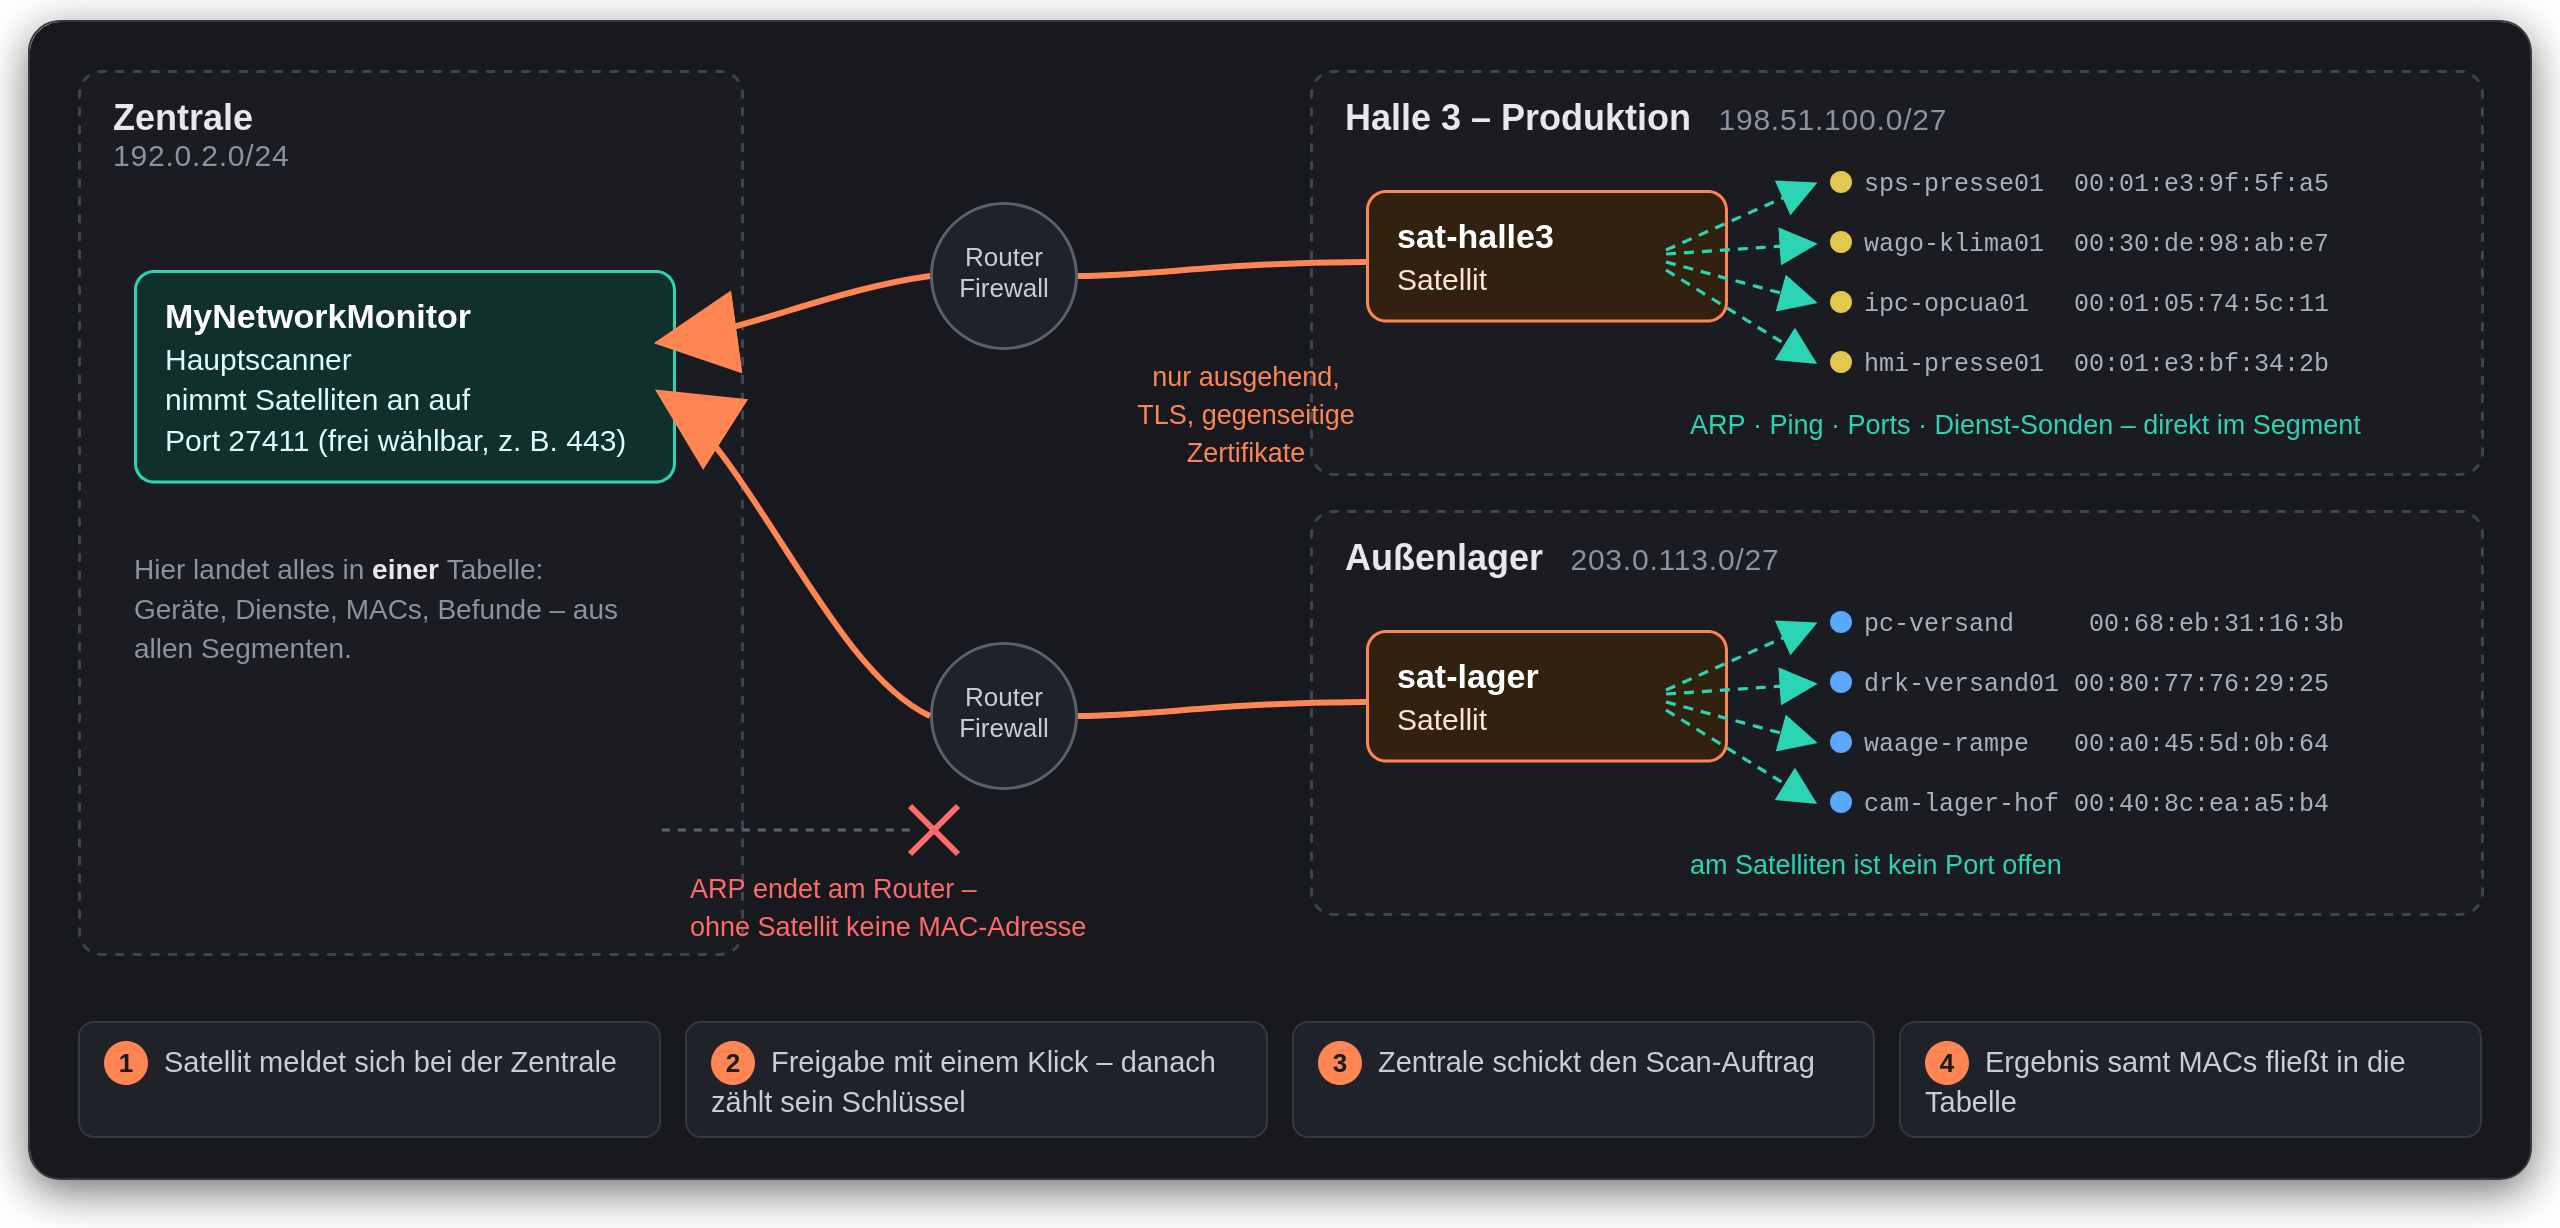 Zentrale
192.0.2.0/24
MyNetworkMonitor
Hauptscanner
nimmt Satelliten an auf
Port 27411 (frei wählbar, z. B. 443)
Hier landet alles in einer Tabelle:
Geräte, Dienste, MACs, Befunde – aus
allen Segmenten.
Router
Firewall
nur ausgehend,
TLS, gegenseitige
Zertifikate
Router
Firewall
ARP endet am Router –
ohne Satellit keine MAC-Adresse
Halle 3 – Produktion 198.51.100.0/27
sat-halle3
Satellit
sps-presse01 00:01:e3:9f:5f:a5
wago-klima01 00:30:de:98:ab:e7
ipc-opcua01 00:01:05:74:5c:11
hmi-presse01 00:01:e3:bf:34:2b
ARP · Ping · Ports · Dienst-Sonden – direkt im Segment
Außenlager 203.0.113.0/27
sat-lager
Satellit
pc-versand 00:68:eb:31:16:3b
drk-versand01 00:80:77:76:29:25
waage-rampe 00:a0:45:5d:0b:64
cam-lager-hof 00:40:8c:ea:a5:b4
am Satelliten ist kein Port offen
1 Satellit meldet sich bei der Zentrale
2 Freigabe mit einem Klick – danach
zählt sein Schlüssel
3 Zentrale schickt den Scan-Auftrag
4 Ergebnis samt MACs fließt in die
Tabelle